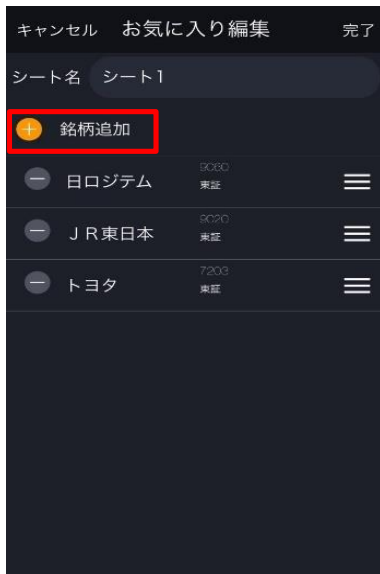 キャンセル お気に入り編集 完了
シート名 シート1
銘柄追加
日ロジテム 9060 東証
ＪＲ東日本 9020 東証
トヨタ 7203 東証